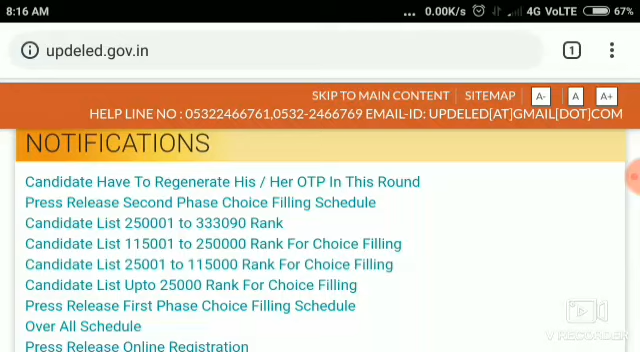 8:16 AM ... 0.00K/s 4G VoLTE 67%
updeled.gov.in 1
SKIP TO MAIN CONTENT SITEMAP A- A A+
HELP LINE NO : 05322466761,0532-2466769 EMAIL-ID: UPDELED[AT]GMAIL[DOT]COM
NOTIFICATIONS
Candidate Have To Regenerate His / Her OTP In This Round
Press Release Second Phase Choice Filling Schedule
Candidate List 250001 to 333090 Rank
Candidate List 115001 to 250000 Rank For Choice Filling
Candidate List 25001 to 115000 Rank For Choice Filling
Candidate List Upto 25000 Rank For Choice Filling
Press Release First Phase Choice Filling Schedule
Over All Schedule
Press Release Online Registration
V RECORDER